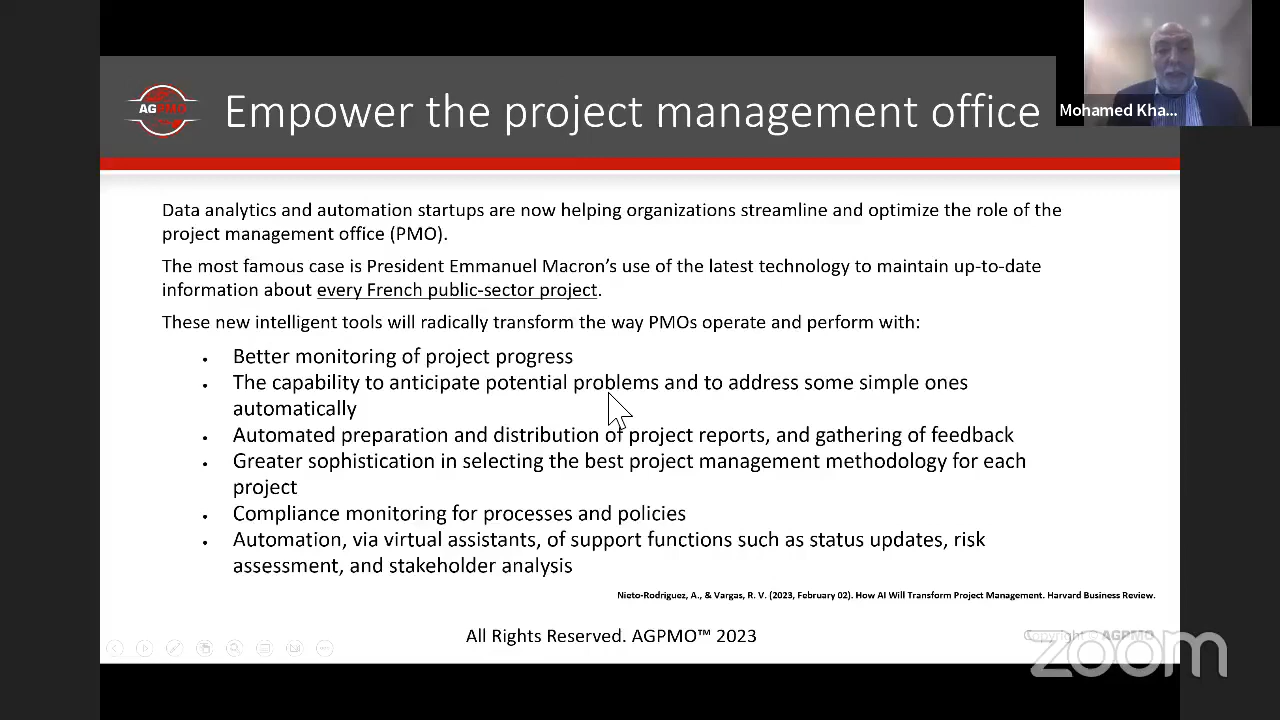 AGPMO
Empower the project management office
Mohamed Kha...
Data analytics and automation startups are now helping organizations streamline and optimize the role of the
project management office (PMO).
The most famous case is President Emmanuel Macron’s use of the latest technology to maintain up-to-date
information about every French public-sector project.
These new intelligent tools will radically transform the way PMOs operate and perform with:
• Better monitoring of project progress
• The capability to anticipate potential problems and to address some simple ones
automatically
• Automated preparation and distribution of project reports, and gathering of feedback
• Greater sophistication in selecting the best project management methodology for each
project
• Compliance monitoring for processes and policies
• Automation, via virtual assistants, of support functions such as status updates, risk
assessment, and stakeholder analysis
Nieto-Rodriguez, A., & Vargas, R. V. (2023, February 02). How AI Will Transform Project Management. Harvard Business Review.
All Rights Reserved. AGPMO™ 2023
Copyright © AGPMO
zoom